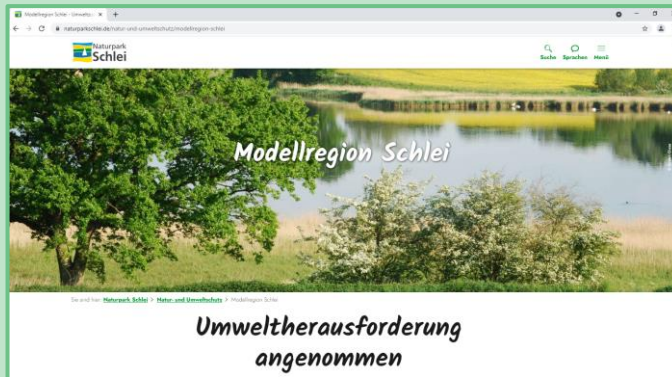 Modellregion Schlei - Umweltsc
naturparkschlei.de/natur-und-umweltschutz/modellregion-schlei
Naturpark
Schlei
Suche Sprachen Menü
Modellregion Schlei
Sie sind hier: Naturpark Schlei > Natur- und Umweltschutz > Modellregion Schlei
Umweltherausforderung
angenommen